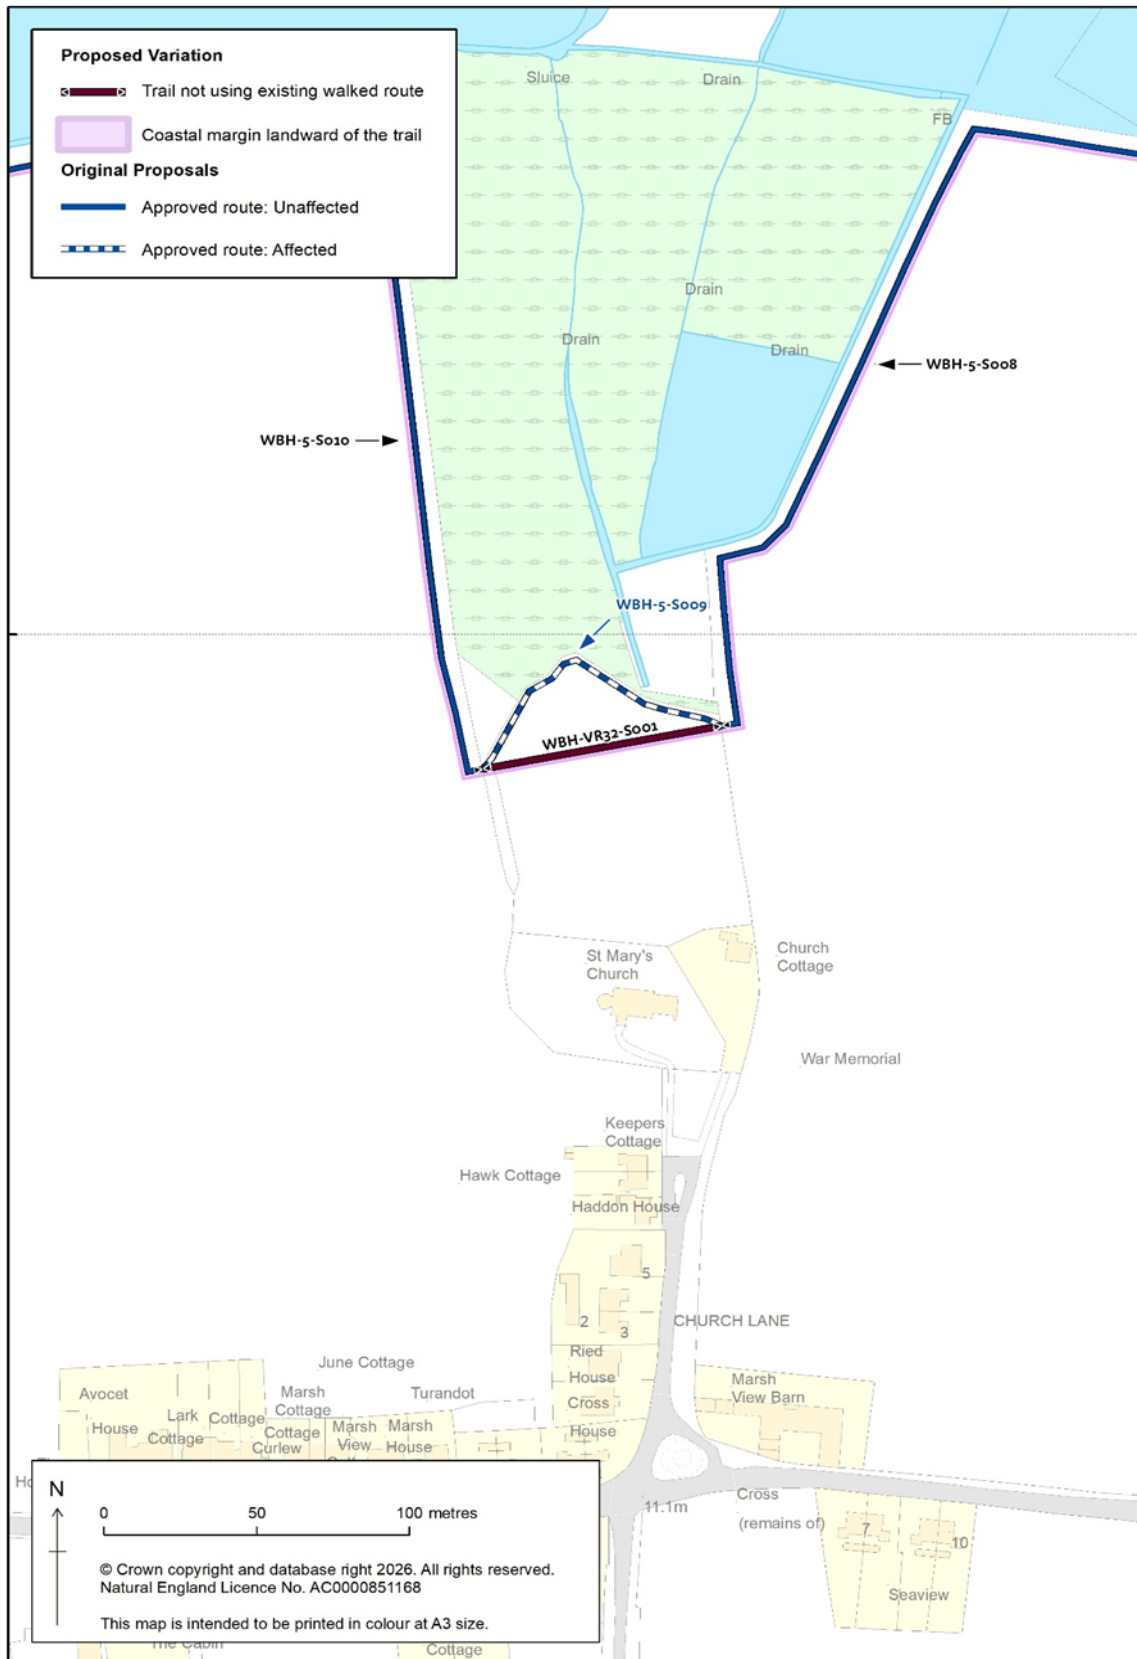 Proposed Variation
Trail not using existing walked route
Coastal margin landward of the trail
Original Proposals
Approved route: Unaffected
Approved route: Affected
Sluice
Drain
FB
Drain
Drain
Drain
WBH-5-S008
WBH-5-S010
WBH-5-S009
WBH-VR32-S001
St Mary's
Church
Church
Cottage
War Memorial
Keepers
Cottage
Hawk Cottage
Haddon House
5
2
3
CHURCH LANE
Ried
House
Cross
House
June Cottage
Avocet
House
Lark
Cottage
Cottage
Marsh
Cottage
Cottage
Curlew
Turandot
Marsh
View
Marsh
House
Marsh
View Barn
11.1m
Cross
(remains of)
7
10
Seaview
N
0 50 100 metres
© Crown copyright and database right 2026. All rights reserved.
Natural England Licence No. AC0000851168
This map is intended to be printed in colour at A3 size.
The Cabin
Cottage